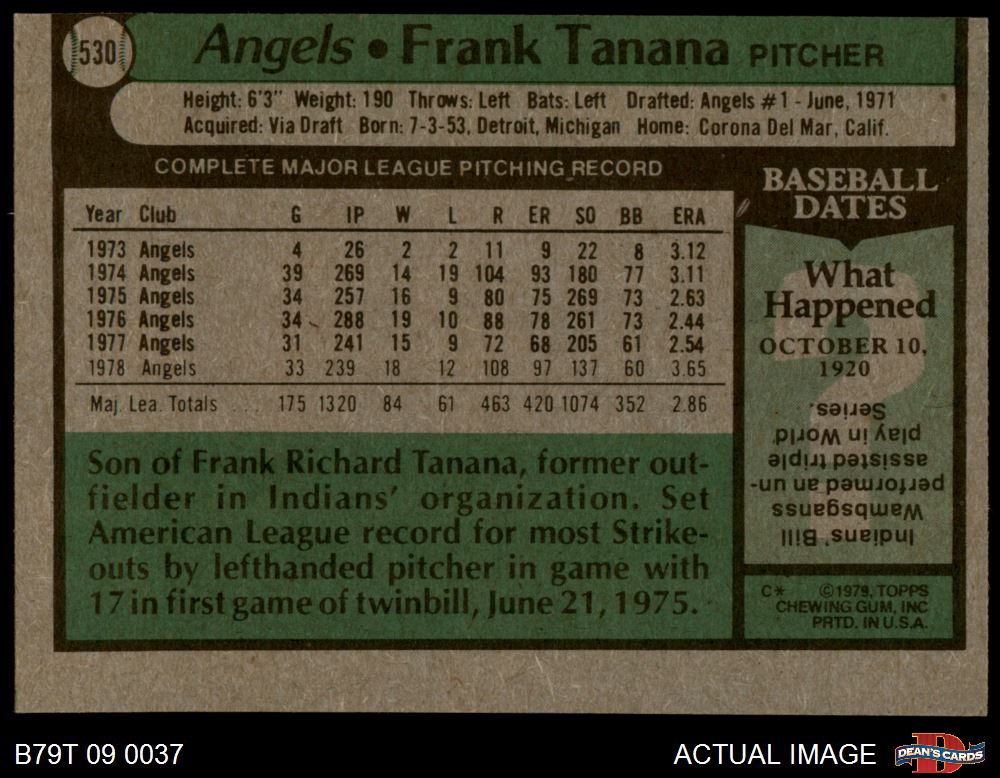 530
Angels • Frank Tanana PITCHER
Height: 6'3" Weight: 190 Throws: Left Bats: Left Drafted: Angels #1 - June, 1971
Acquired: Via Draft Born: 7-3-53, Detroit, Michigan Home: Corona Del Mar, Calif.
COMPLETE MAJOR LEAGUE PITCHING RECORD
Year Club G IP W L R ER SO BB ERA
1973 Angels 4 26 2 2 11 9 22 8 3.12
1974 Angels 39 269 14 19 104 93 180 77 3.11
1975 Angels 34 257 16 9 80 75 269 73 2.63
1976 Angels 34 288 19 10 88 78 261 73 2.44
1977 Angels 31 241 15 9 72 68 205 61 2.54
1978 Angels 33 239 18 12 108 97 137 60 3.65
Maj. Lea. Totals ... 175 1320 84 61 463 420 1074 352 2.86
Son of Frank Richard Tanana, former out-
fielder in Indians' organization. Set
American League record for most Strike-
outs by lefthanded pitcher in game with
17 in first game of twinbill, June 21, 1975.
BASEBALL
DATES
What
Happened
OCTOBER 10,
1920
Indians' Bill
Wambsganss
performed an un-
assisted triple
play in World
Series.
C* ©1979, TOPPS
CHEWING GUM, INC
PRTD. IN U.S.A.
B79T 09 0037
ACTUAL IMAGE
DEAN'S CARDS